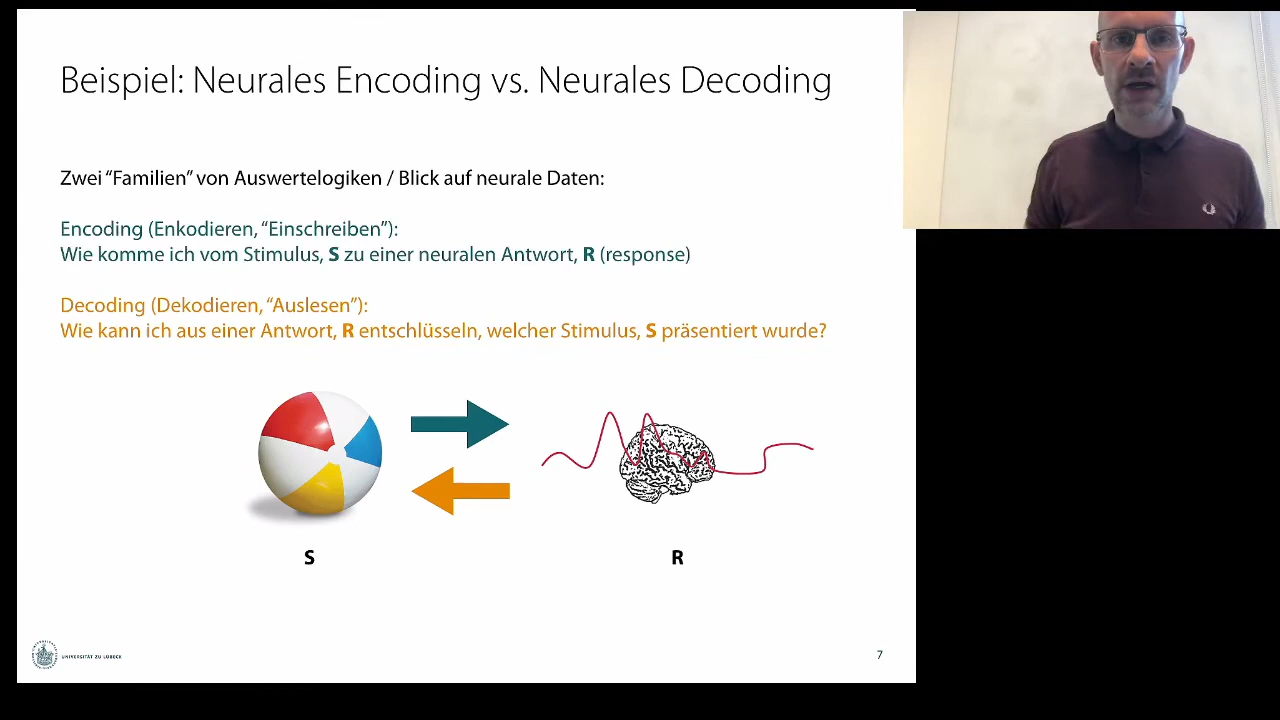 Beispiel: Neurales Encoding vs. Neurales Decoding
Zwei “Familien” von Auswertelogiken / Blick auf neurale Daten:
Encoding (Enkodieren, “Einschreiben”):
Wie komme ich vom Stimulus, S zu einer neuralen Antwort, R (response)
Decoding (Dekodieren, “Auslesen”):
Wie kann ich aus einer Antwort, R entschlüsseln, welcher Stimulus, S präsentiert wurde?
S
R
UNIVERSITÄT ZU LÜBECK
7